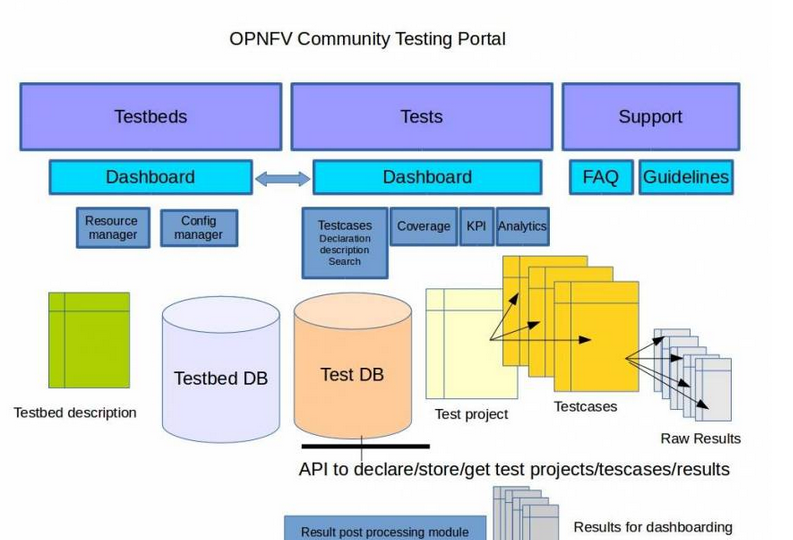 OPNFV Community Testing Portal
Testbeds
Tests
Support
Dashboard
Dashboard
FAQ
Guidelines
Resource
manager
Config
manager
Testcases
Declaration
description
Search
Coverage
KPI
Analytics
Testbed DB
Test DB
Testbed description
Test project
Testcases
Raw Results
API to declare/store/get test projects/tescases/results
Result post processing module
Results for dashboarding